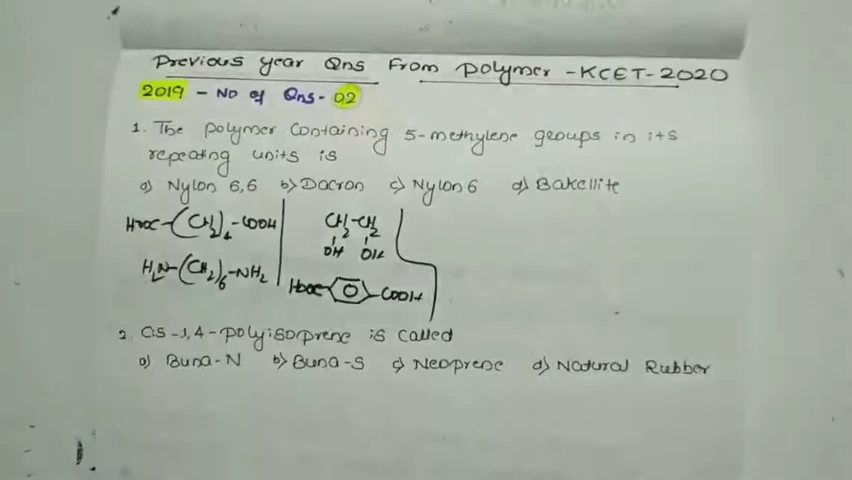 Previous year Qns From Polymer - KCET-2020
2019 - No of Qns - 02
1. The polymer containing 5-methylene groups in its
repeating units is
a) Nylon 6,6 b) Dacron c) Nylon 6 d) Bakellite
HOOC-(CH2)4-COOH
H2N-(CH2)6-NH2
CH2-CH2
OH OH
HOOC- -COOH
2. Cis-1,4-polyisoprene is called
a) Buna-N b) Buna-S c) Neoprene d) Natural Rubber